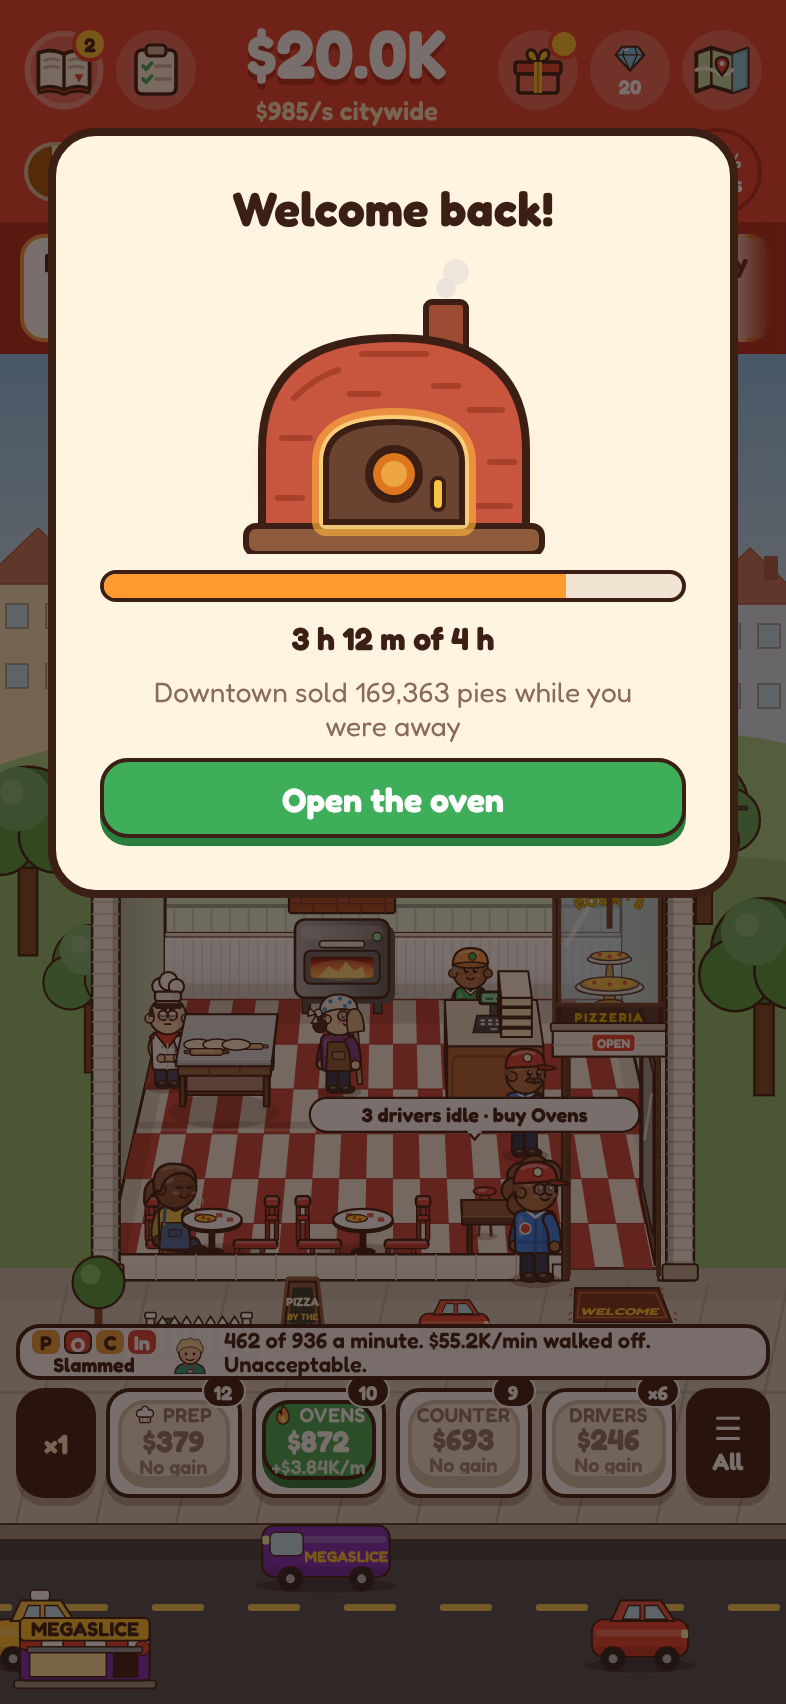 2
$20.0K
20
$985/s citywide
Welcome back!
3 h 12 m of 4 h
Downtown sold 169,363 pies while you
were away
Open the oven
ROSA'S
PIZZERIA
OPEN
3 drivers idle · buy Ovens
PIZZA
BY THE
WELCOME
P O C In
Slammed
462 of 936 a minute. $55.2K/min walked off.
Unacceptable.
12
10
9
x6
x1
PREP
$379
No gain
OVENS
$872
+$3.84K/m
COUNTER
$693
No gain
DRIVERS
$246
No gain
All
MEGASLICE
MEGASLICE